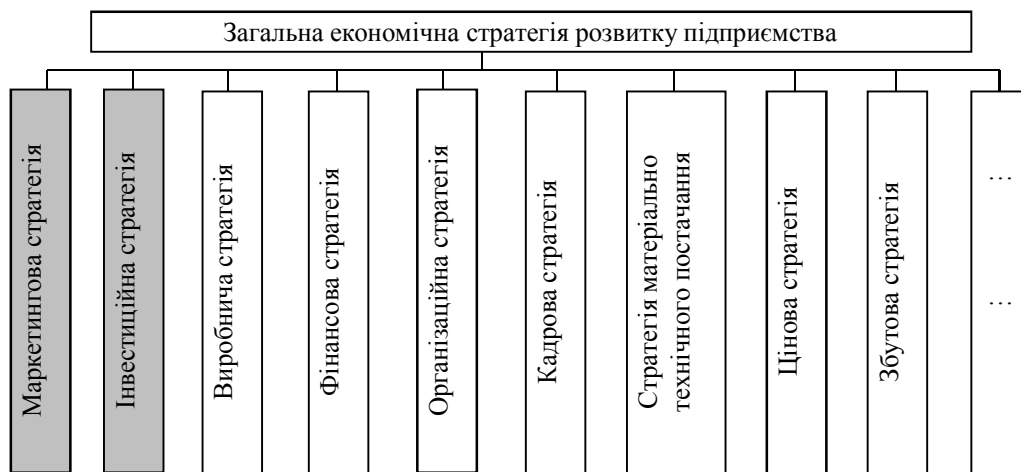 Загальна економічна стратегія розвитку підприємства
Маркетингова стратегія
Інвестиційна стратегія
Виробнича стратегія
Фінансова стратегія
Організаційна стратегія
Кадрова стратегія
Стратегія матеріально
технічного постачання
Цінова стратегія
Збутова стратегія
…
…